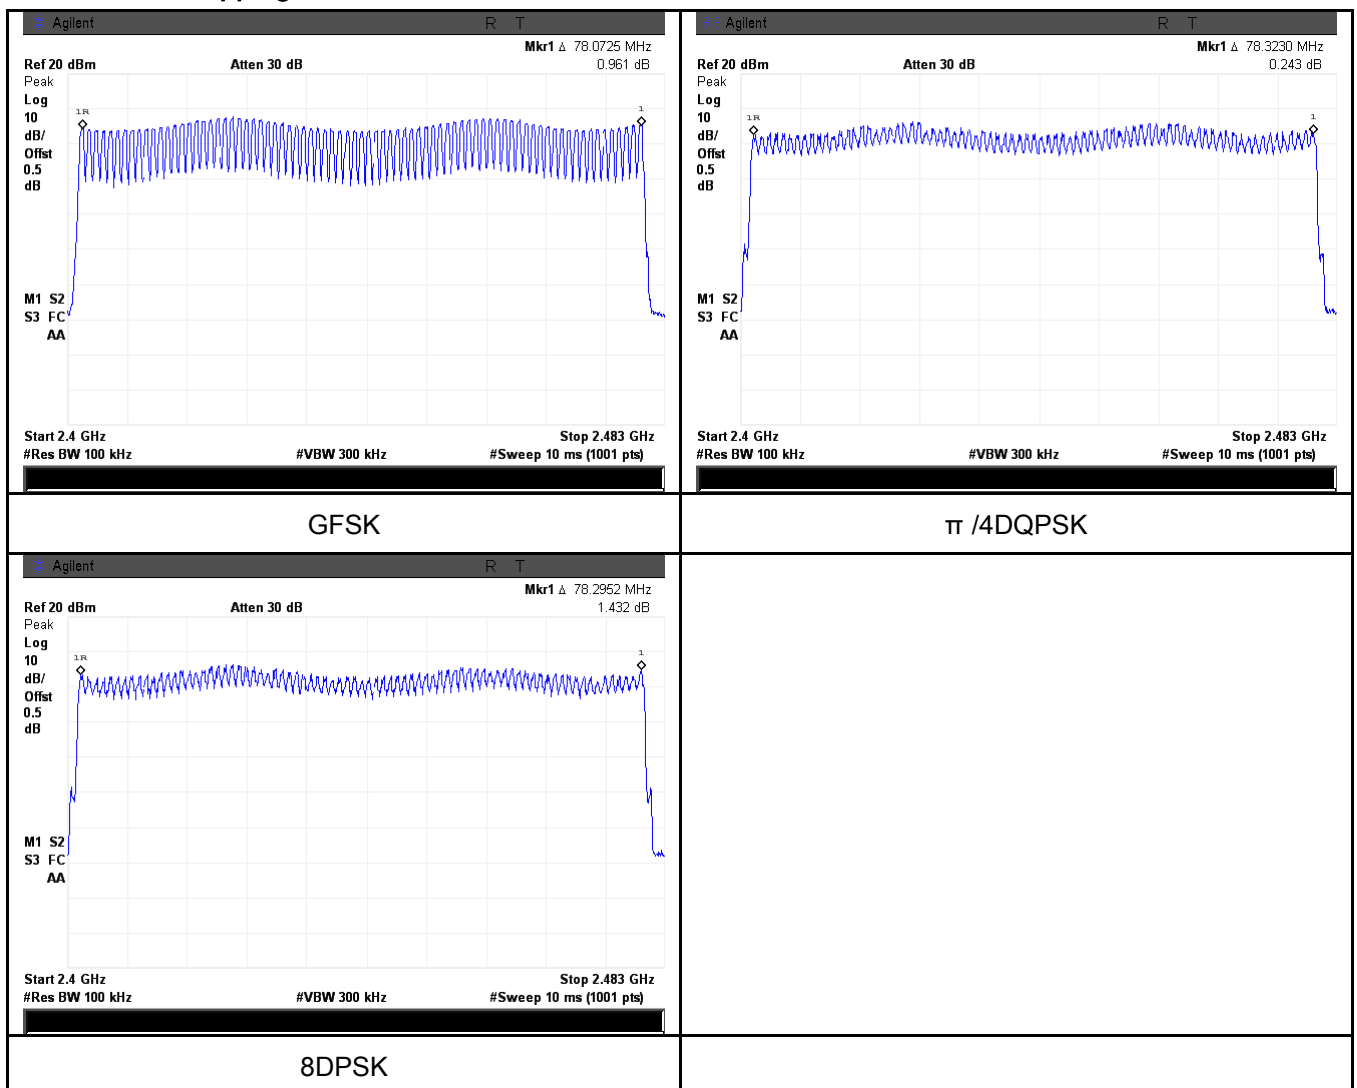 Agilent R T
Mkr1 Δ 78.0725 MHz
Ref 20 dBm Atten 30 dB 0.961 dB
Peak
Log
10
dB/
Offst
0.5
dB
1R
1
M1 S2
S3 FC
AA
Start 2.4 GHz Stop 2.483 GHz
#Res BW 100 kHz #VBW 300 kHz #Sweep 10 ms (1001 pts)
GFSK
Agilent R T
Mkr1 Δ 78.3230 MHz
Ref 20 dBm Atten 30 dB 0.243 dB
Peak
Log
10
dB/
Offst
0.5
dB
1R
1
M1 S2
S3 FC
AA
Start 2.4 GHz Stop 2.483 GHz
#Res BW 100 kHz #VBW 300 kHz #Sweep 10 ms (1001 pts)
π /4DQPSK
Agilent R T
Mkr1 Δ 78.2952 MHz
Ref 20 dBm Atten 30 dB 1.432 dB
Peak
Log
10
dB/
Offst
0.5
dB
1R
1
M1 S2
S3 FC
AA
Start 2.4 GHz Stop 2.483 GHz
#Res BW 100 kHz #VBW 300 kHz #Sweep 10 ms (1001 pts)
8DPSK